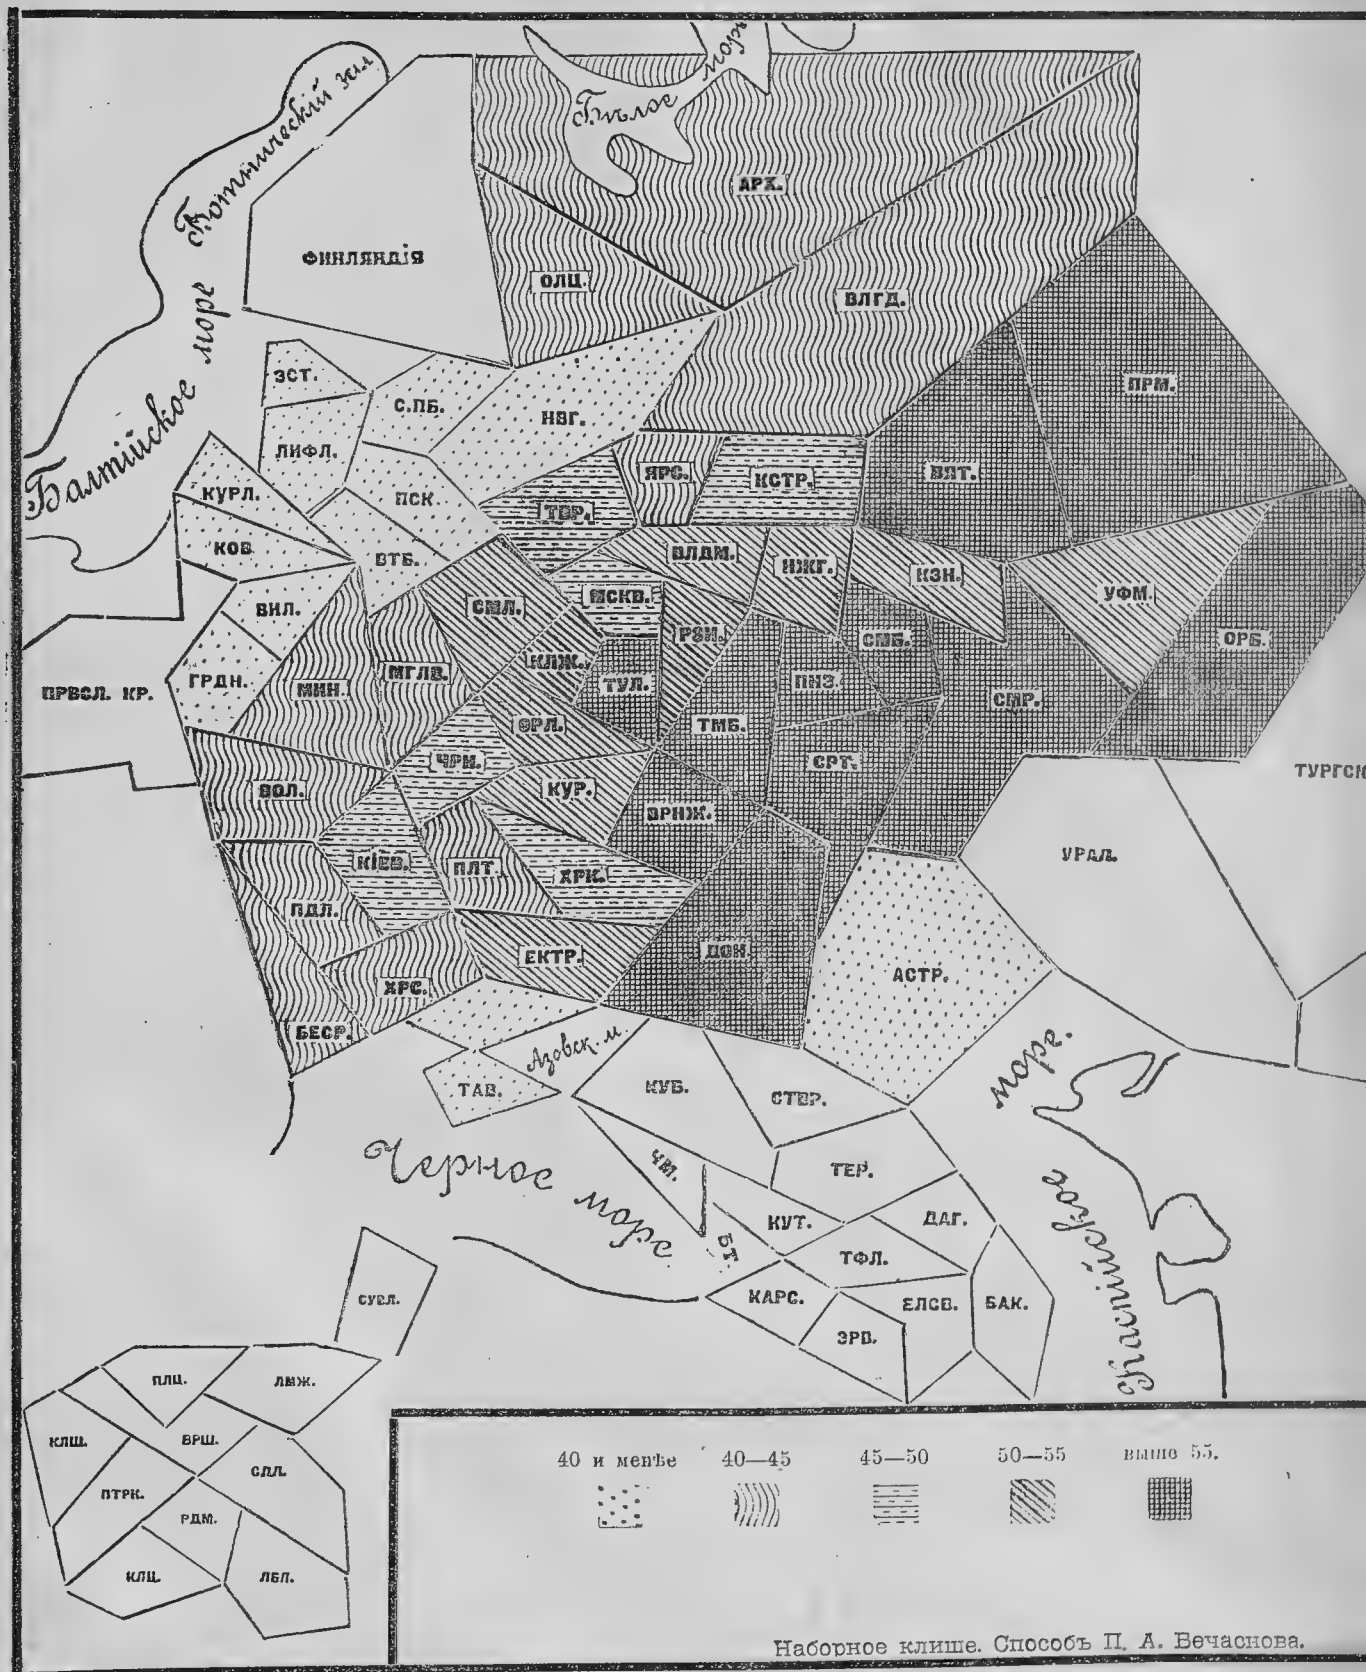 Ботническій зал
Бѣлое море
АРХ.
ФИНЛЯНДІЯ
ОЛЦ.
ВЛГД.
Балтійское море
ЭСТ.
С.ПБ.
НВГ.
ПРМ.
ЛИФЛ.
ЯРС.
КСТР.
ВЯТ.
КУРЛ.
ПСК.
ТВР.
КОВ
ВТБ.
ВЛДМ.
НЖГ.
КЗН.
УФМ.
ВИЛ.
СМЛ.
МСКВ.
РЗН.
СМБ.
ОРБ.
ПРВСЛ. КР.
ГРДН.
МИН.
МГЛВ.
КЛЖ.
ТУЛ.
ПНЗ.
СМР.
ЧРН.
ОРЛ.
ТМБ.
СРТ.
ТУРГСК
ВОЛ.
КУР.
ВРНЖ.
КІЕВ.
ПЛТ.
ХРК.
УРАЛ.
ПДЛ.
ЕКТР.
ДОН.
АСТР.
ХРС.
БЕСР.
Азовск. м.
ТАВ.
КУБ.
СТВР.
Черное море
ЧМ.
ТЕР.
Каспійское море.
БТ.
КУТ.
ДАГ.
ТФЛ.
КАРС.
ЕЛСВ.
БАК.
ЭРВ.
СУВЛ.
ПЛЦ.
ЛМЖ.
КЛШ.
ВРШ.
СДЛ.
ПТРК.
РДМ.
КЛЦ.
ЛБЛ.
40 и менѣе
40—45
45—50
50—55
выше 55.
Наборное клише. Способъ П. А. Вечаснова.